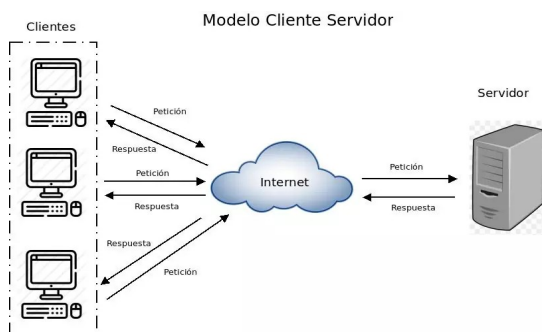 Modelo Cliente Servidor
Clientes
Servidor
Petición
Respuesta
Petición
Respuesta
Internet
Petición
Respuesta
Respuesta
Petición